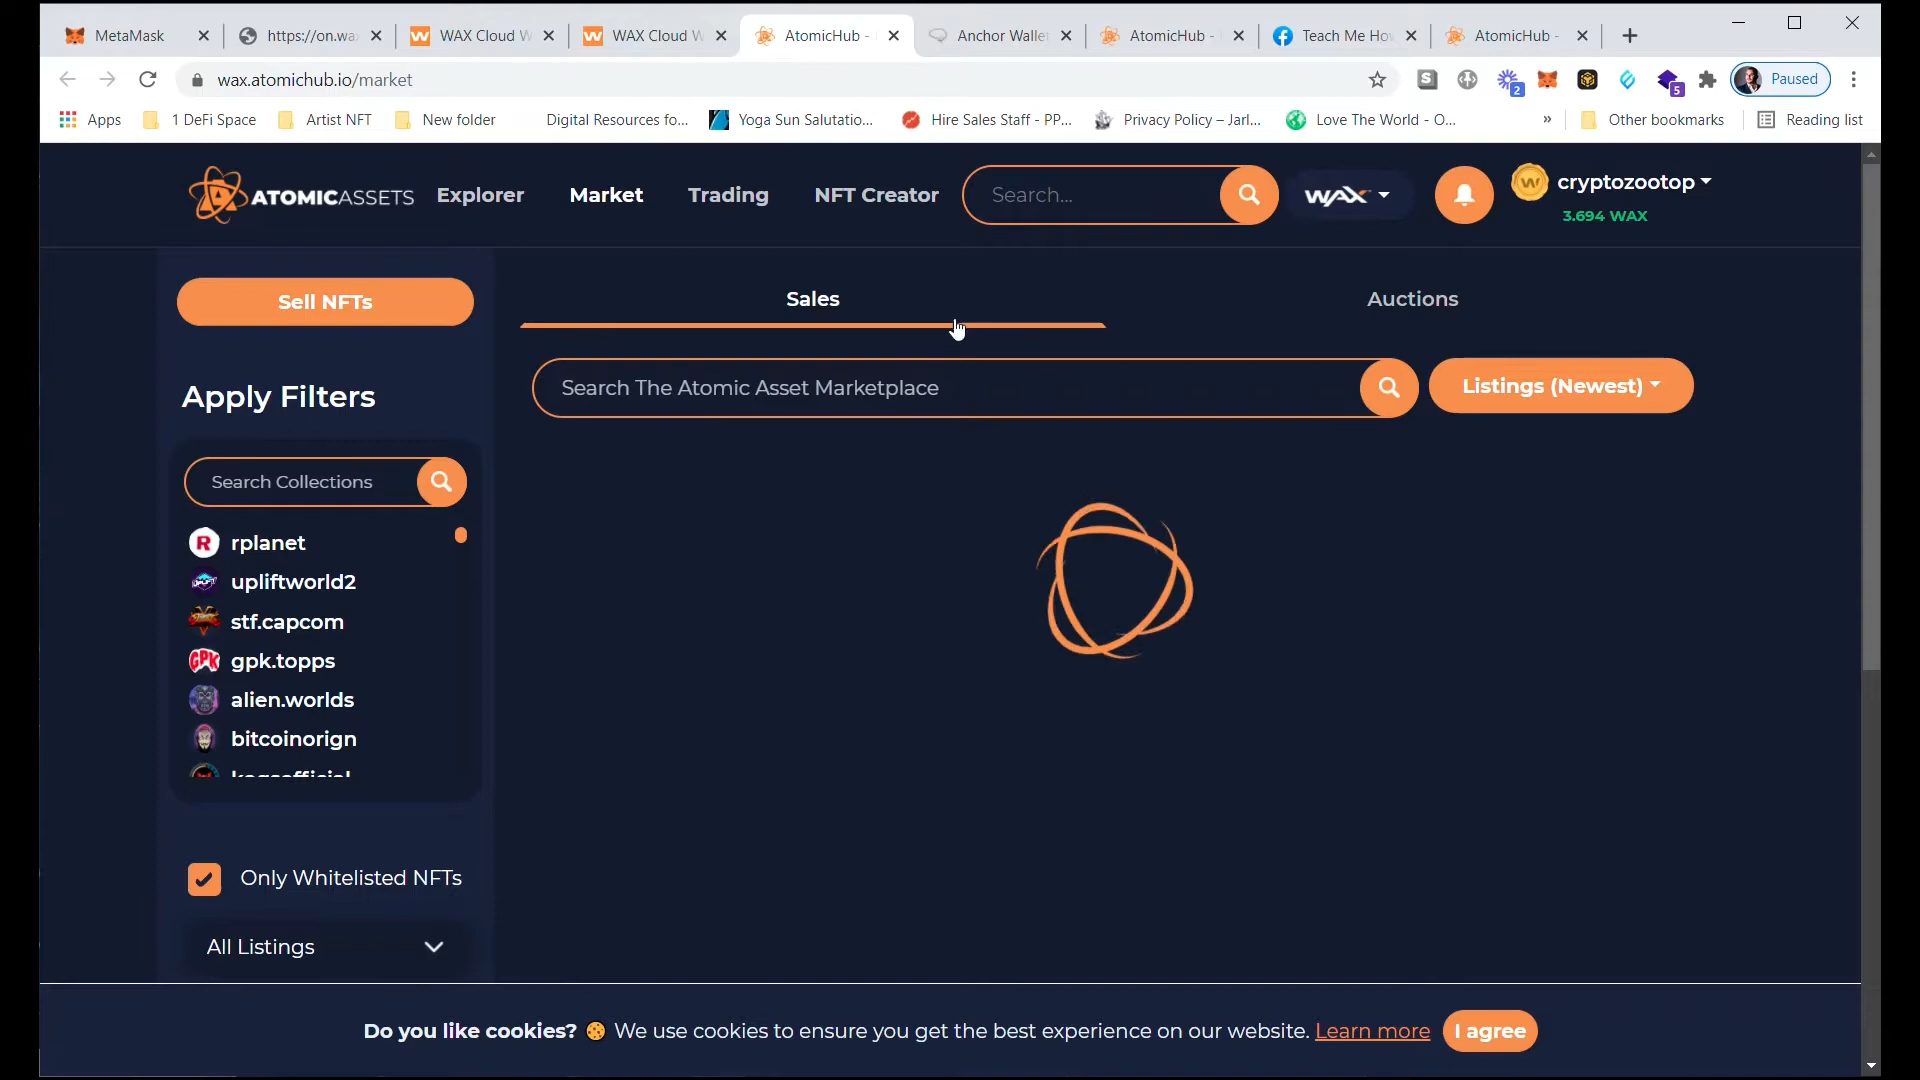 MetaMask
https://on.wa
WAX Cloud W
WAX Cloud W
AtomicHub -
Anchor Walle
AtomicHub -
Teach Me Ho
AtomicHub -
wax.atomichub.io/market
2
5
Paused
Apps
1 DeFi Space
Artist NFT
New folder
Digital Resources fo...
Yoga Sun Salutatio...
Hire Sales Staff - PP...
Privacy Policy – Jarl...
Love The World - O...
»
Other bookmarks
Reading list
ATOMICASSETS
Explorer
Market
Trading
NFT Creator
Search...
WAX
cryptozootop
3.694 WAX
Sell NFTs
Sales
Auctions
Search The Atomic Asset Marketplace
Listings (Newest)
Apply Filters
Search Collections
rplanet
upliftworld2
stf.capcom
gpk.topps
alien.worlds
bitcoinorign
Only Whitelisted NFTs
All Listings
Do you like cookies? 🍪 We use cookies to ensure you get the best experience on our website. Learn more
I agree